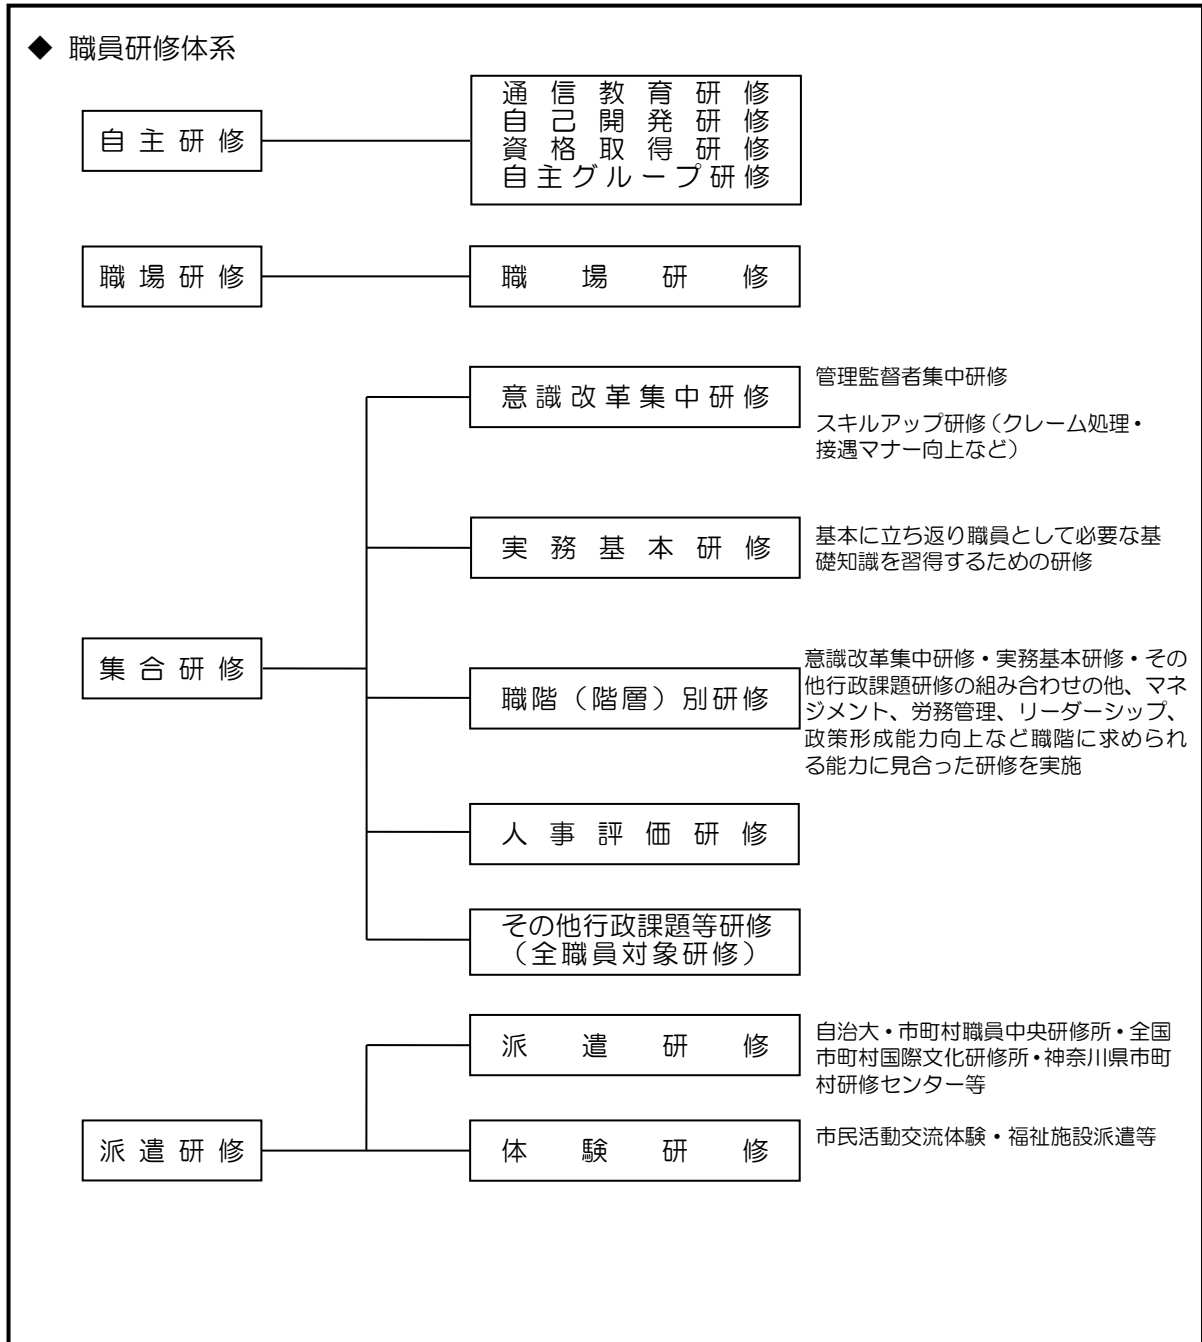 ◆ 職員研修体系
通信教育研修
自己開発研修
自主研修
資格取得研修
自主グループ研修
職場研修
職場研修
意識改革集中研修
管理監督者集中研修
スキルアップ研修（クレーム処理・
接遇マナー向上など）
実務基本研修
基本に立ち返り職員として必要な基
礎知識を習得するための研修
集合研修
職階（階層）別研修
意識改革集中研修・実務基本研修・その
他行政課題研修の組み合わせの他、マネ
ジメント、労務管理、リーダーシップ、
政策形成能力向上など職階に求められ
る能力に見合った研修を実施
人事評価研修
その他行政課題等研修
（全職員対象研修）
派遣研修
自治大・市町村職員中央研修所・全国
市町村国際文化研修所・神奈川県市町
村研修センター等
派遣研修
体験研修
市民活動交流体験・福祉施設派遣等